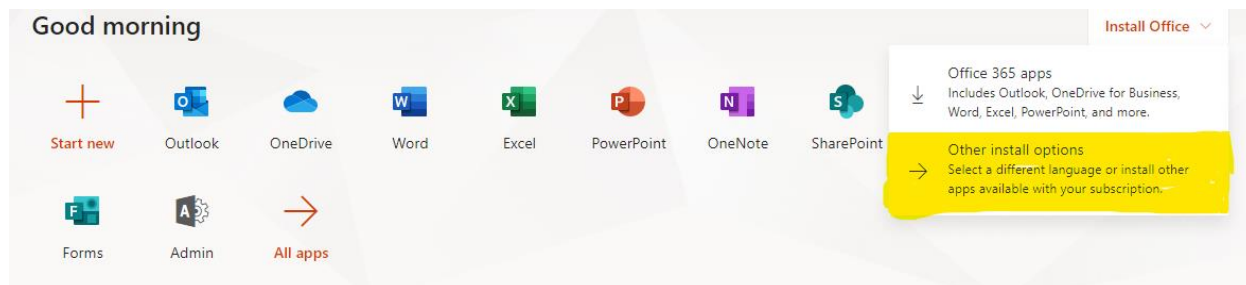 Good morning
Install Office
Office 365 apps
Includes Outlook, OneDrive for Business,
Word, Excel, PowerPoint, and more.
Other install options
Select a different language or install other
apps available with your subscription.
Start new
Outlook
OneDrive
Word
Excel
PowerPoint
OneNote
SharePoint
Forms
Admin
All apps